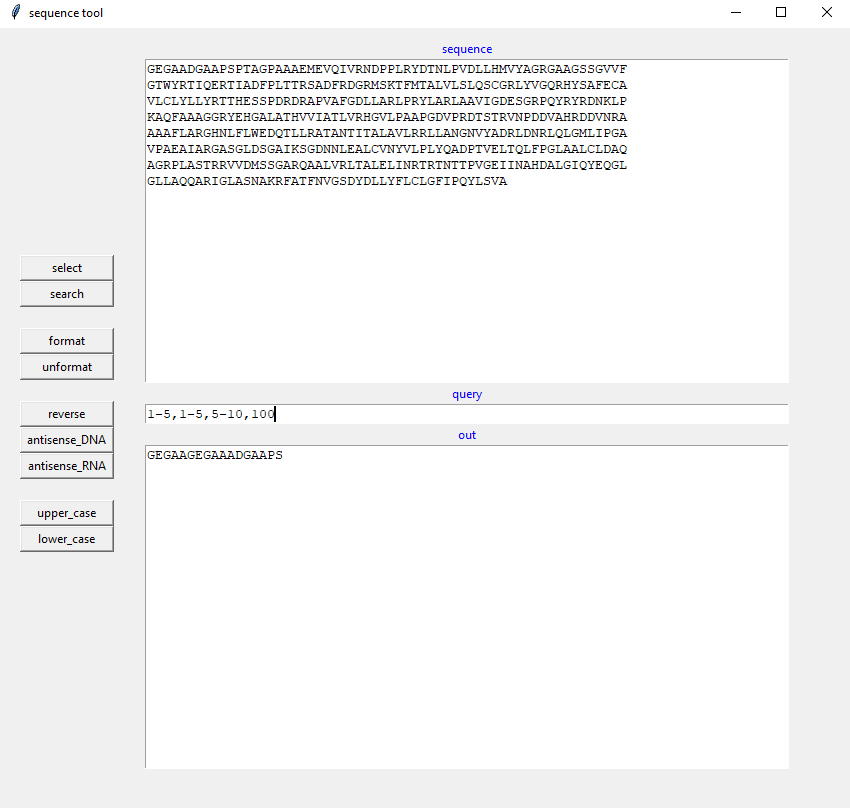 sequence tool
sequence
GEGAADGAAPSPTAGPAAAEMEVQIVRNDPPLRYDTNLPVDLLHMVYAGRGAAGSSGVVF
GTWYRTIQERTIADFPLTTRSADFRDGRMSKTFMTALVLSLQSCGRLYVGQRHYSAFECA
VLCLYLLYRTTHESSPDRDRAPVAFGDLLARLPRYLARLAAVIGDESGRPQYRYRDNKLP
KAQFAAAGGRYEHGALATHVVIATLVRHGVLPAAPGDVPRDTSTRVNPDDVAHRDDVNRA
AAAFLARGHNLFLWEDQTLLRATANTITALAVLRRLLANGNVYADRLDNRLQLGMLIPGA
VPAEAIARGASGLDSGAIKSGDNNLEALCVNYVLPLYQADPTVELTQLFPGLAALCLDAQ
AGRPLASTRRVVDMSSGARQAALVRLTALELINRTRTNTTPVGEIINAHDALGIQYEQGL
GLLAQQARIGLASNAKRFATFNVGSDYDLLYFLCLGFIPQYLSVA
select
search
format
unformat
query
1-5,1-5,5-10,100
reverse
antisense_DNA
antisense_RNA
out
GEGAAGEGAAADGAAPS
upper_case
lower_case